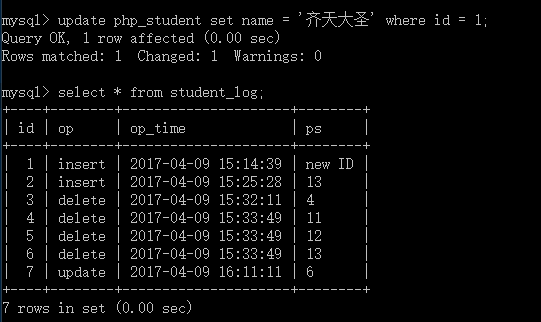 mysql> update php_student set name = '齐天大圣' where id = 1;
Query OK, 1 row affected (0.00 sec)
Rows matched: 1  Changed: 1  Warnings: 0

mysql> select * from student_log;
+----+--------+---------------------+--------+
| id | op     | op_time             | ps     |
+----+--------+---------------------+--------+
|  1 | insert | 2017-04-09 15:14:39 | new ID |
|  2 | insert | 2017-04-09 15:25:28 | 13     |
|  3 | delete | 2017-04-09 15:32:11 | 4      |
|  4 | delete | 2017-04-09 15:33:49 | 11     |
|  5 | delete | 2017-04-09 15:33:49 | 12     |
|  6 | delete | 2017-04-09 15:33:49 | 13     |
|  7 | update | 2017-04-09 16:11:11 | 6      |
+----+--------+---------------------+--------+
7 rows in set (0.00 sec)